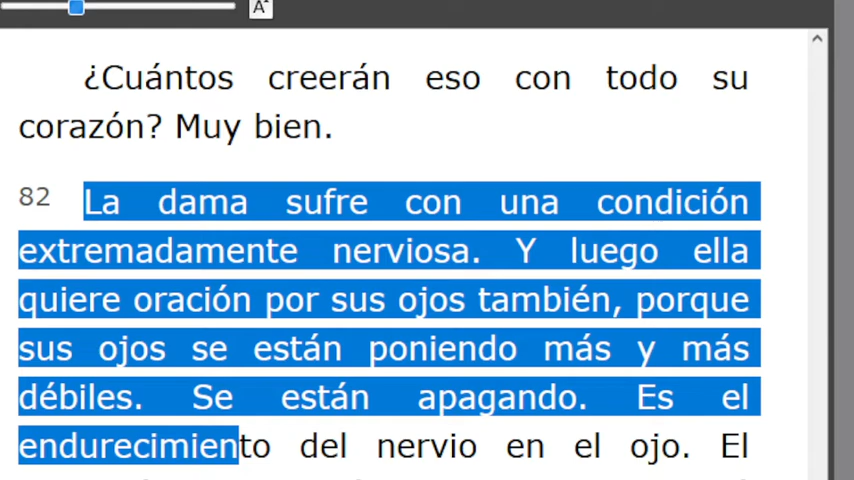 A
¿Cuántos creerán eso con todo su
corazón? Muy bien.
82 La dama sufre con una condición
extremadamente nerviosa. Y luego ella
quiere oración por sus ojos también, porque
sus ojos se están poniendo más y más
débiles. Se están apagando. Es el
endurecimiento del nervio en el ojo. El